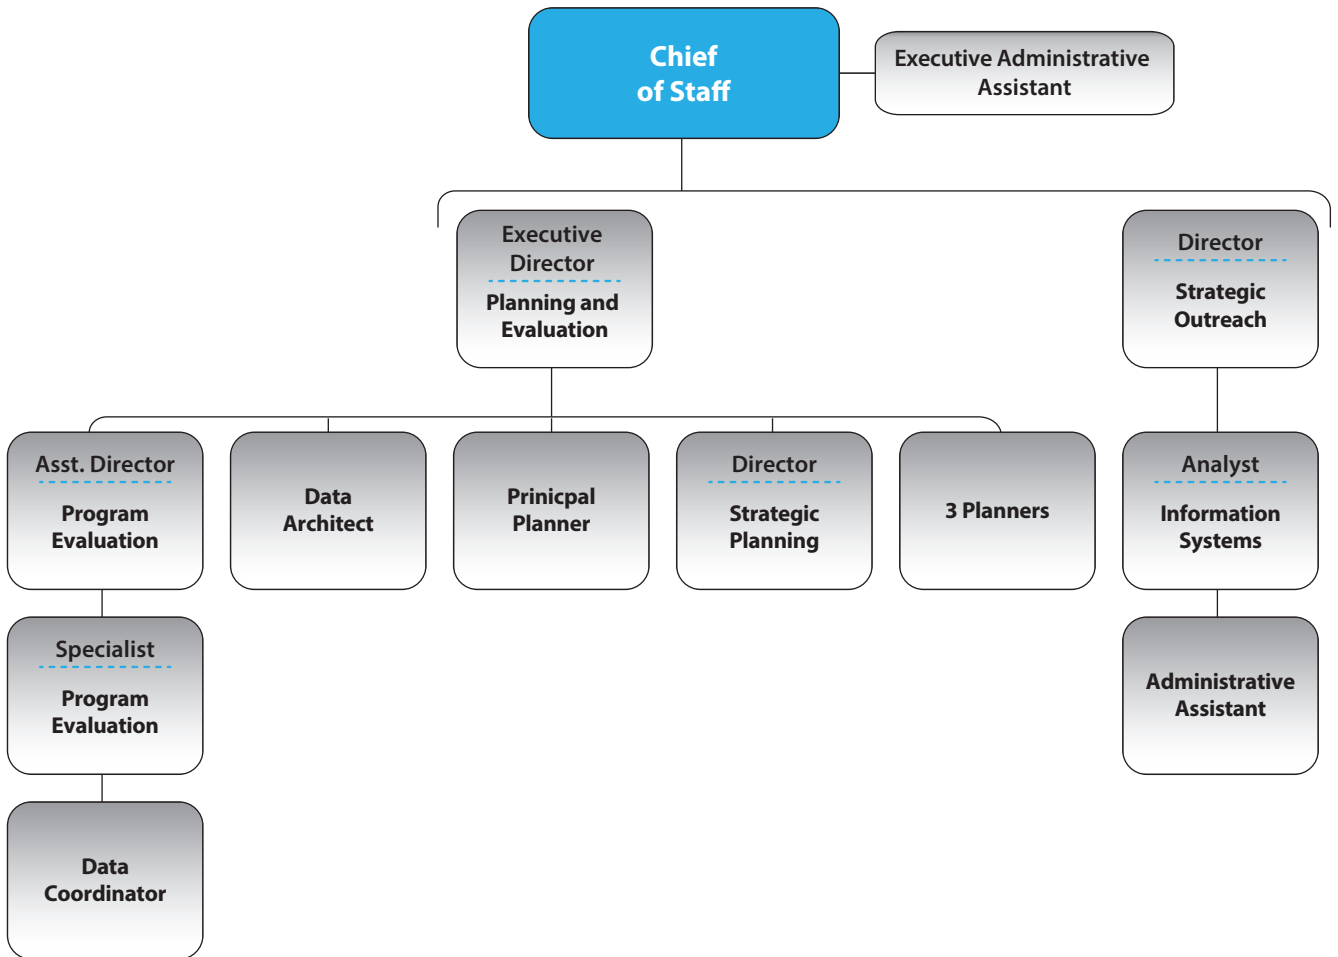 Chief
of Staff
Executive Administrative
Assistant
Executive
Director
Planning and
Evaluation
Director
Strategic
Outreach
Asst. Director
Program
Evaluation
Data
Architect
Prinicpal
Planner
Director
Strategic
Planning
3 Planners
Analyst
Information
Systems
Specialist
Program
Evaluation
Administrative
Assistant
Data
Coordinator